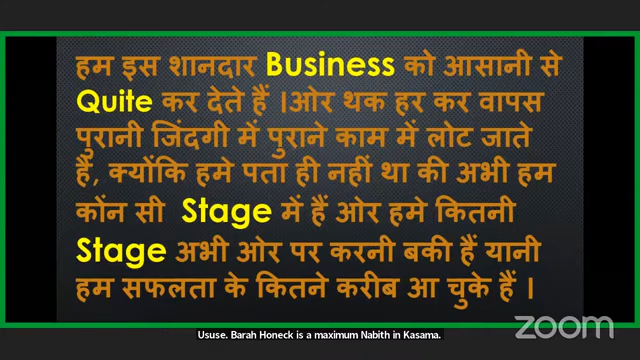 हम इस शानदार Business को आसानी से
Quite कर देते हैं ।ओर थक हर कर वापस
पुरानी जिंदगी में पुराने काम में लोट जाते
हैं, क्योंकि हमे पता ही नहीं था की अभी हम
कोंन सी Stage में हैं ओर हमे कितनी
Stage अभी ओर पर करनी बकी हैं यानी
हम सफलता के कितने करीब आ चुके हैं ।
zoom
Ususe. Barah Honeck is a maximum Nabith in Kasama.